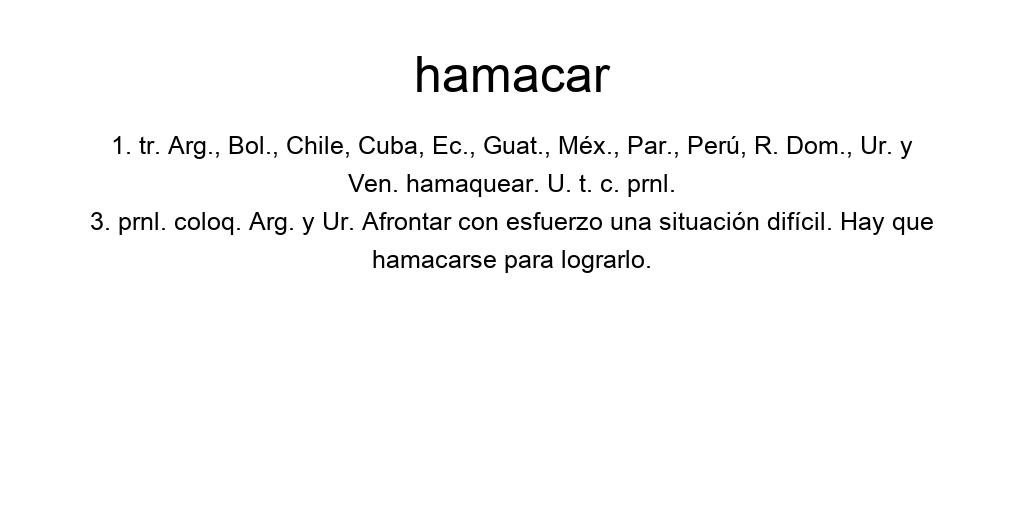 hamacar
1. tr. Arg., Bol., Chile, Cuba, Ec., Guat., Méx., Par., Perú, R. Dom., Ur. y
Ven. hamaquear. U. t. c. prnl.
3. prnl. coloq. Arg. y Ur. Afrontar con esfuerzo una situación difícil. Hay que
hamacarse para lograrlo.